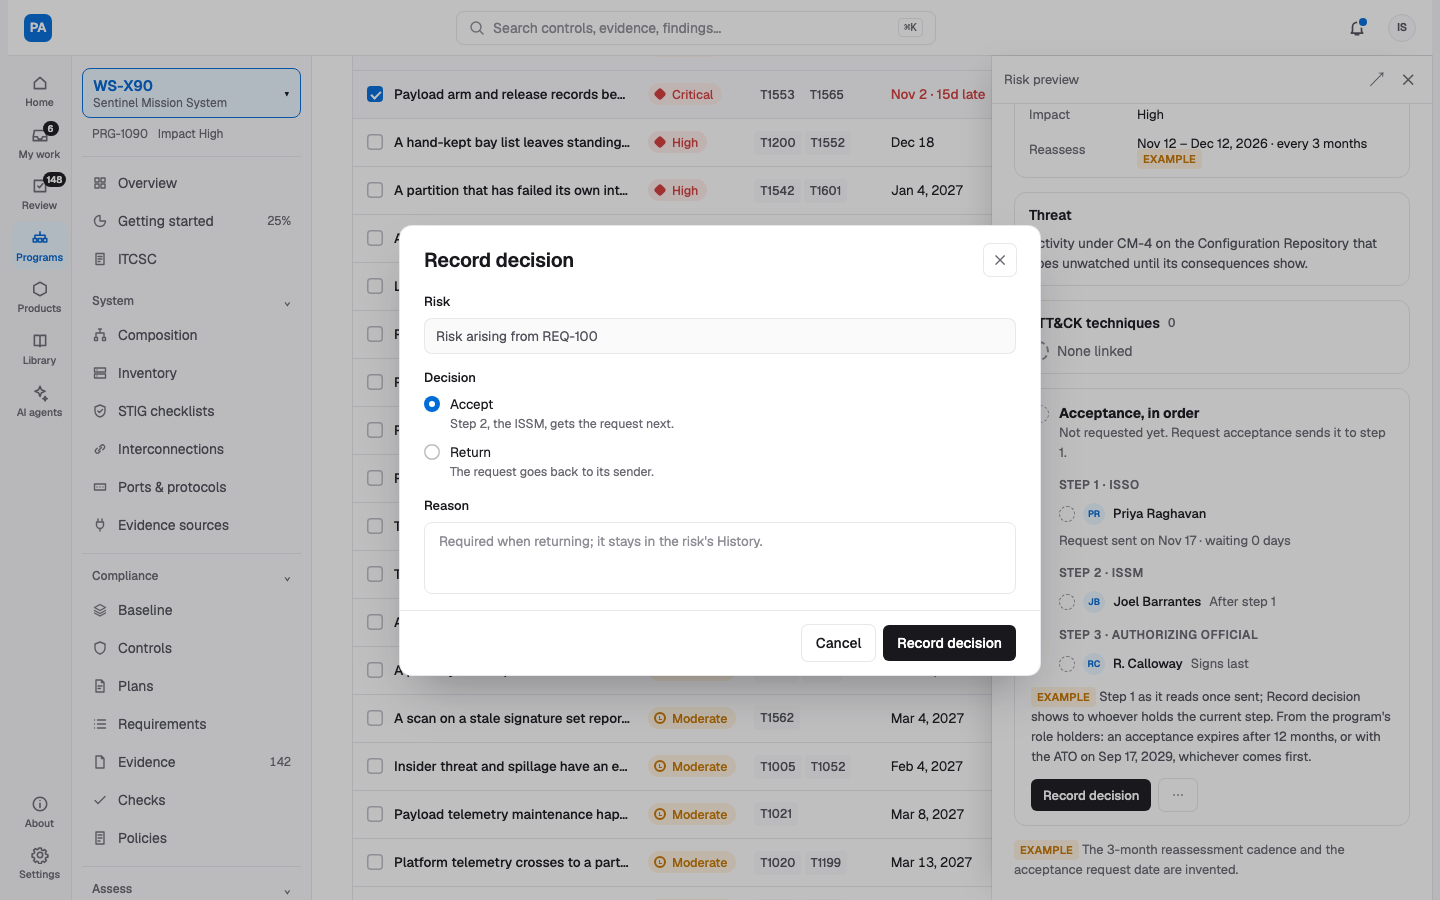 PA
Search controls, evidence, findings...
⌘K
IS
Home
6
My work
148
Review
Programs
Products
Library
AI agents
About
Settings
WS-X90
Sentinel Mission System
PRG-1090 Impact High
Overview
Getting started 25%
ITCSC
System
Composition
Inventory
STIG checklists
Interconnections
Ports & protocols
Evidence sources
Compliance
Baseline
Controls
Plans
Requirements
Evidence 142
Checks
Policies
Assess
Payload arm and release records be... Critical T1553 T1565 Nov 2 · 15d late
A hand-kept bay list leaves standing... High T1200 T1552 Dec 18
A partition that has failed its own int... High T1542 T1601 Jan 4, 2027
A scan on a stale signature set repor... Moderate T1562 Mar 4, 2027
Insider threat and spillage have an e... Moderate T1005 T1052 Feb 4, 2027
Payload telemetry maintenance hap... Moderate T1021 Mar 8, 2027
Platform telemetry crosses to a part... Moderate T1020 T1199 Mar 13, 2027
Record decision
Risk
Risk arising from REQ-100
Decision
Accept
Step 2, the ISSM, gets the request next.
Return
The request goes back to its sender.
Reason
Required when returning; it stays in the risk's History.
Cancel
Record decision
Risk preview
Impact High
Reassess Nov 12 – Dec 12, 2026 · every 3 months
EXAMPLE
Threat
ctivity under CM-4 on the Configuration Repository that
es unwatched until its consequences show.
TT&CK techniques 0
None linked
Acceptance, in order
Not requested yet. Request acceptance sends it to step
1.
STEP 1 · ISSO
PR Priya Raghavan
Request sent on Nov 17 · waiting 0 days
STEP 2 · ISSM
JB Joel Barrantes After step 1
STEP 3 · AUTHORIZING OFFICIAL
RC R. Calloway Signs last
EXAMPLE Step 1 as it reads once sent; Record decision
shows to whoever holds the current step. From the program's
role holders: an acceptance expires after 12 months, or with
the ATO on Sep 17, 2029, whichever comes first.
Record decision
...
EXAMPLE The 3-month reassessment cadence and the
acceptance request date are invented.